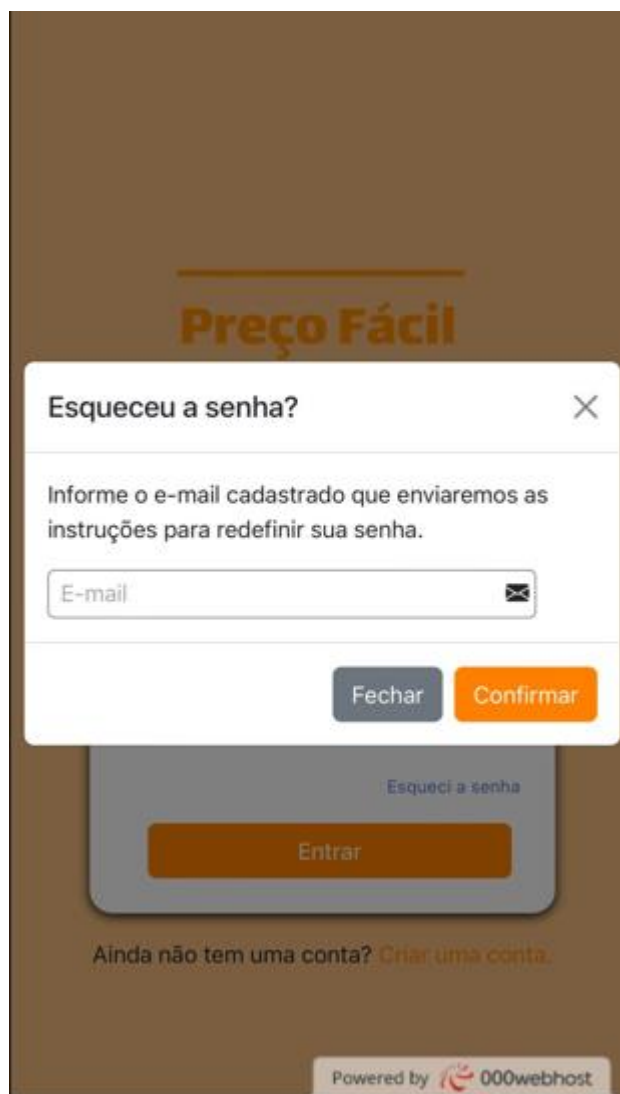 Preço Fácil
Esqueceu a senha?
Informe o e-mail cadastrado que enviaremos as
instruções para redefinir sua senha.
E-mail
Fechar
Confirmar
Esqueci a senha
Entrar
Ainda não tem uma conta? Criar uma conta.
Powered by 000webhost